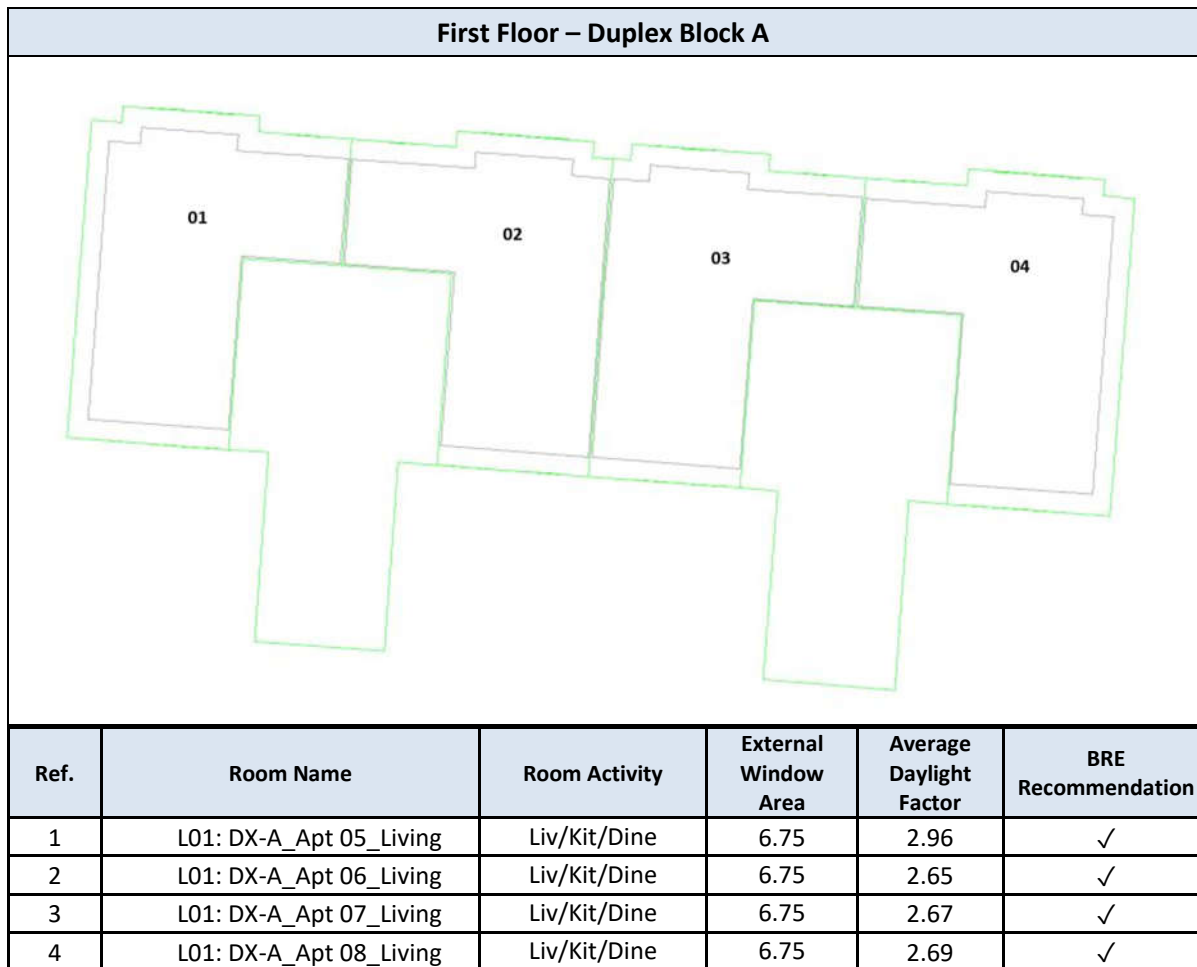 First Floor – Duplex Block A
01
02
03
04
Ref. Room Name Room Activity External Window Area Average Daylight Factor BRE Recommendation
1 L01: DX-A_Apt 05_Living Liv/Kit/Dine 6.75 2.96 ✓
2 L01: DX-A_Apt 06_Living Liv/Kit/Dine 6.75 2.65 ✓
3 L01: DX-A_Apt 07_Living Liv/Kit/Dine 6.75 2.67 ✓
4 L01: DX-A_Apt 08_Living Liv/Kit/Dine 6.75 2.69 ✓